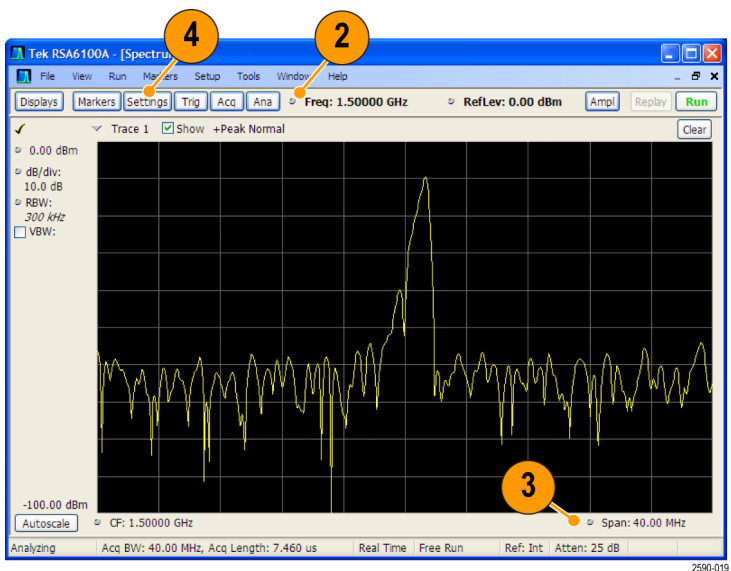 4
2
Tek RSA6100A - [Spectru
File View Run Markers Setup Tools Window Help
Displays Markers Settings Trig Acq Ana Freq: 1.50000 GHz RefLev: 0.00 dBm Ampl Replay Run
Trace 1 Show +Peak Normal Clear
0.00 dBm
dB/div:
10.0 dB
RBW:
300 kHz
VBW:
3
-100.00 dBm
Autoscale CF: 1.50000 GHz Span: 40.00 MHz
Analyzing Acq BW: 40.00 MHz, Acq Length: 7.460 us Real Time Free Run Ref: Int Atten: 25 dB
2590-019